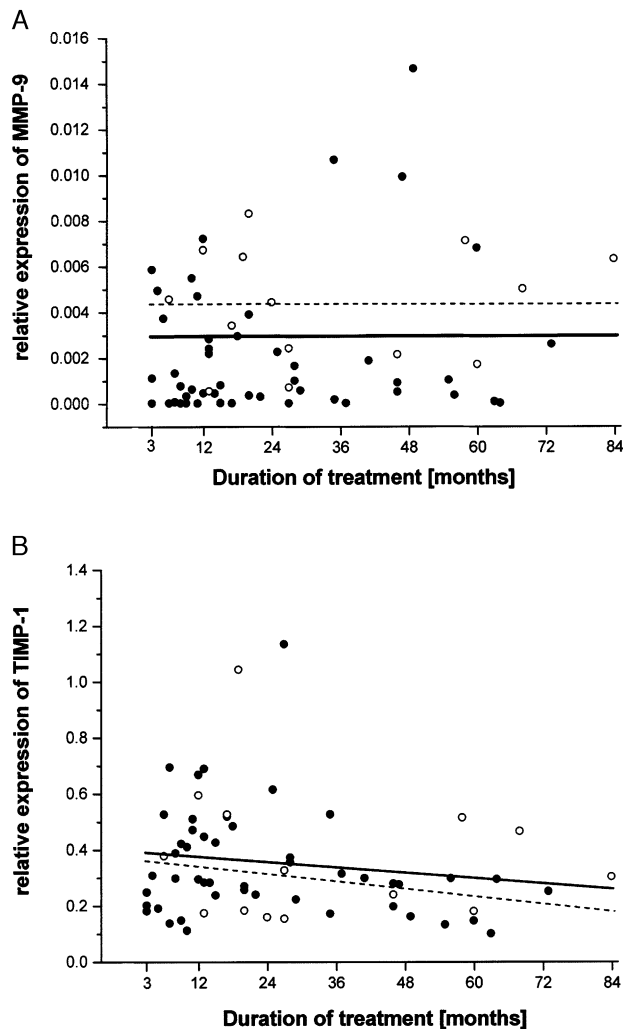 A
relative expression of MMP-9
0.016
0.014
0.012
0.010
0.008
0.006
0.004
0.002
0.000
3 12 24 36 48 60 72 84
Duration of treatment [months]
B
relative expression of TIMP-1
1.4
1.2
1.0
0.8
0.6
0.4
0.2
0.0
3 12 24 36 48 60 72 84
Duration of treatment [months]